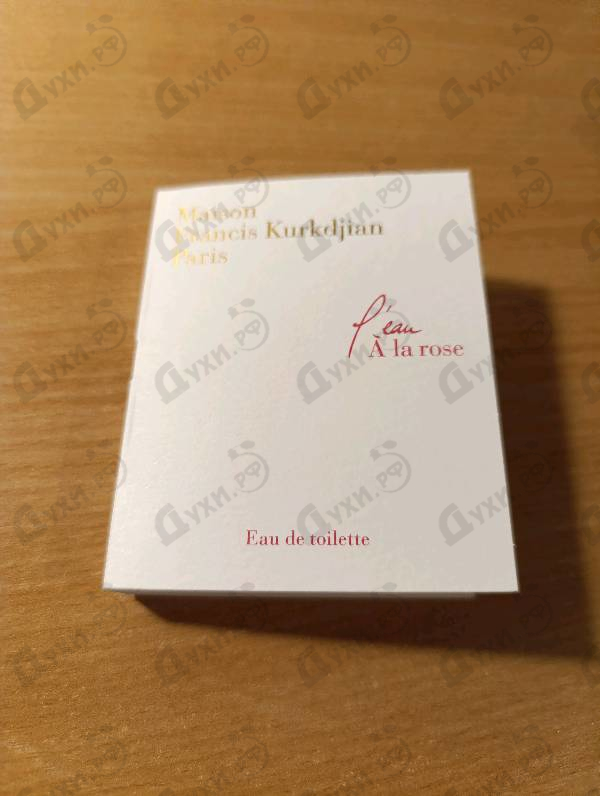 Maison
Francis Kurkdjian
Paris
l'eau
À la rose
Eau de toilette
Духи.РФ